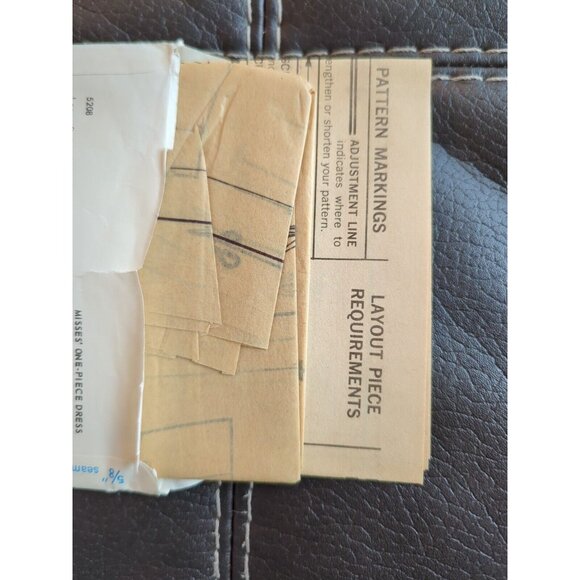 5208
MISSES' ONE-PIECE DRESS
5/8" seam
PATTERN MARKINGS
ADJUSTMENT LINE
indicates where to
lengthen or shorten your pattern.
LAYOUT PIECE
REQUIREMENTS